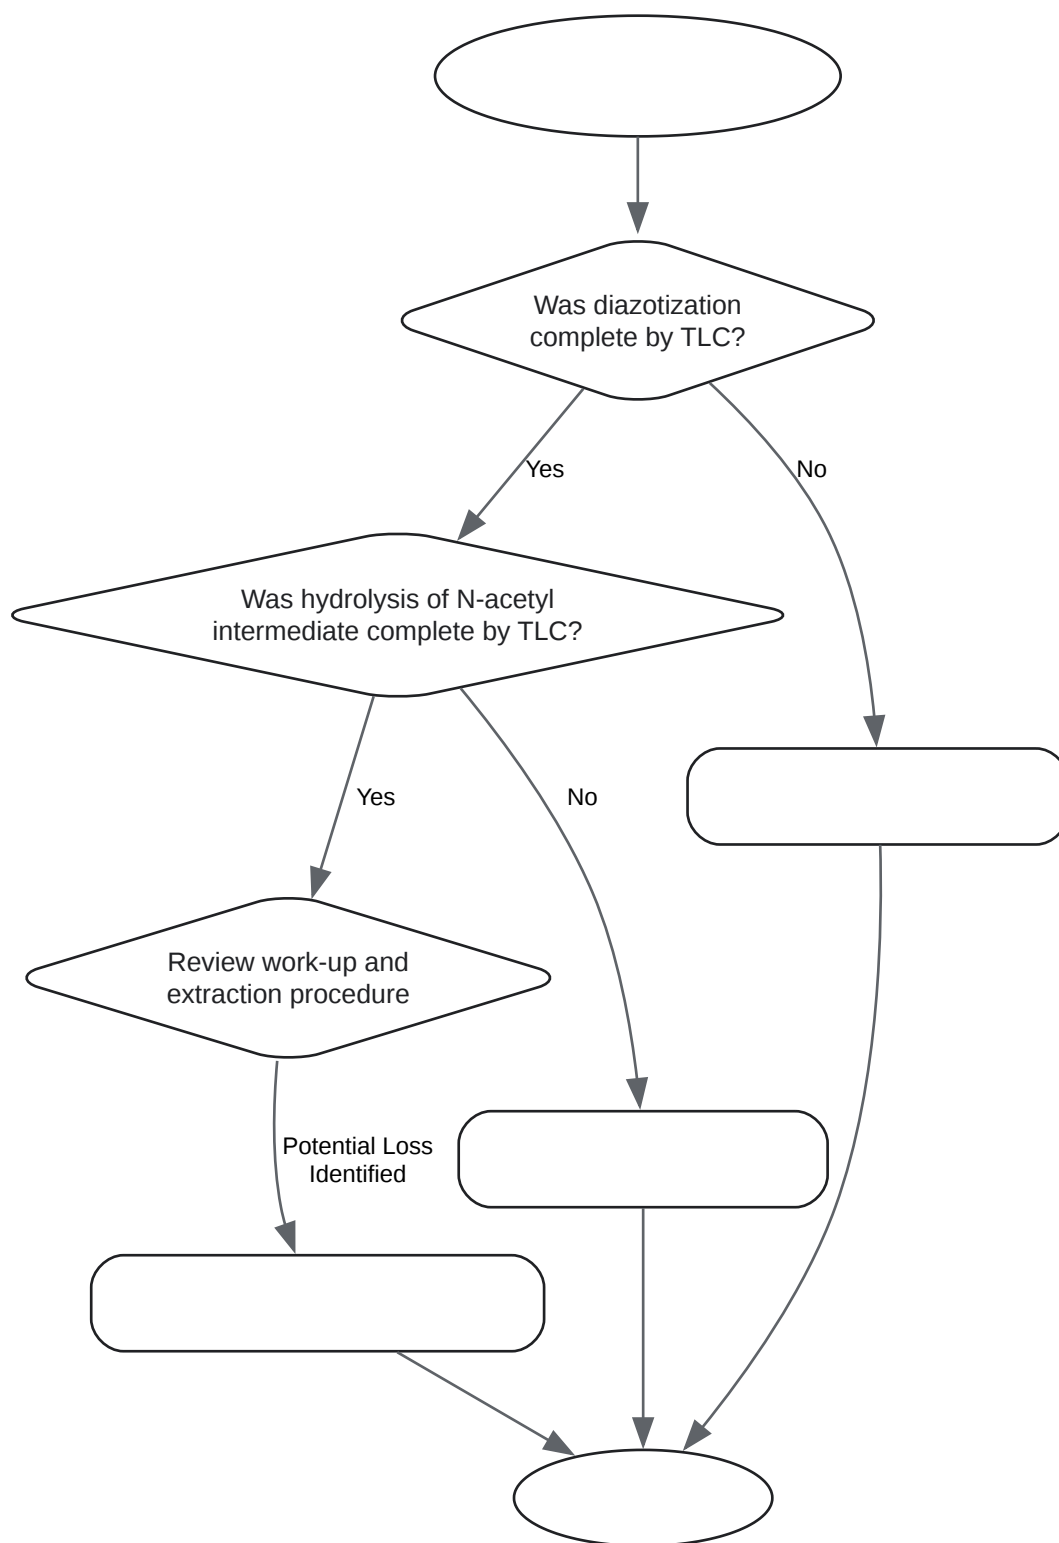 Was diazotization
complete by TLC?
Yes
No
Was hydrolysis of N-acetyl
intermediate complete by TLC?
Yes
No
Review work-up and
extraction procedure
Potential Loss
Identified